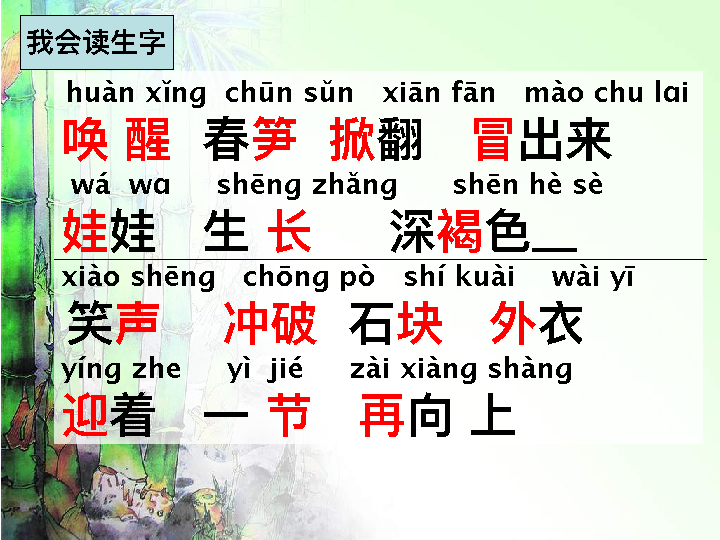 我会读生字
huàn xǐng chūn sǔn xiān fān mào chu lɑi
唤 醒 春笋 掀翻 冒出来
wá wɑ shēng zhǎng shēn hè sè
娃娃 生 长 深褐色
xiào shēng chōng pò shí kuài wài yī
笑声 冲破 石块 外衣
yíng zhe yì jié zài xiàng shàng
迎着 一 节 再向 上